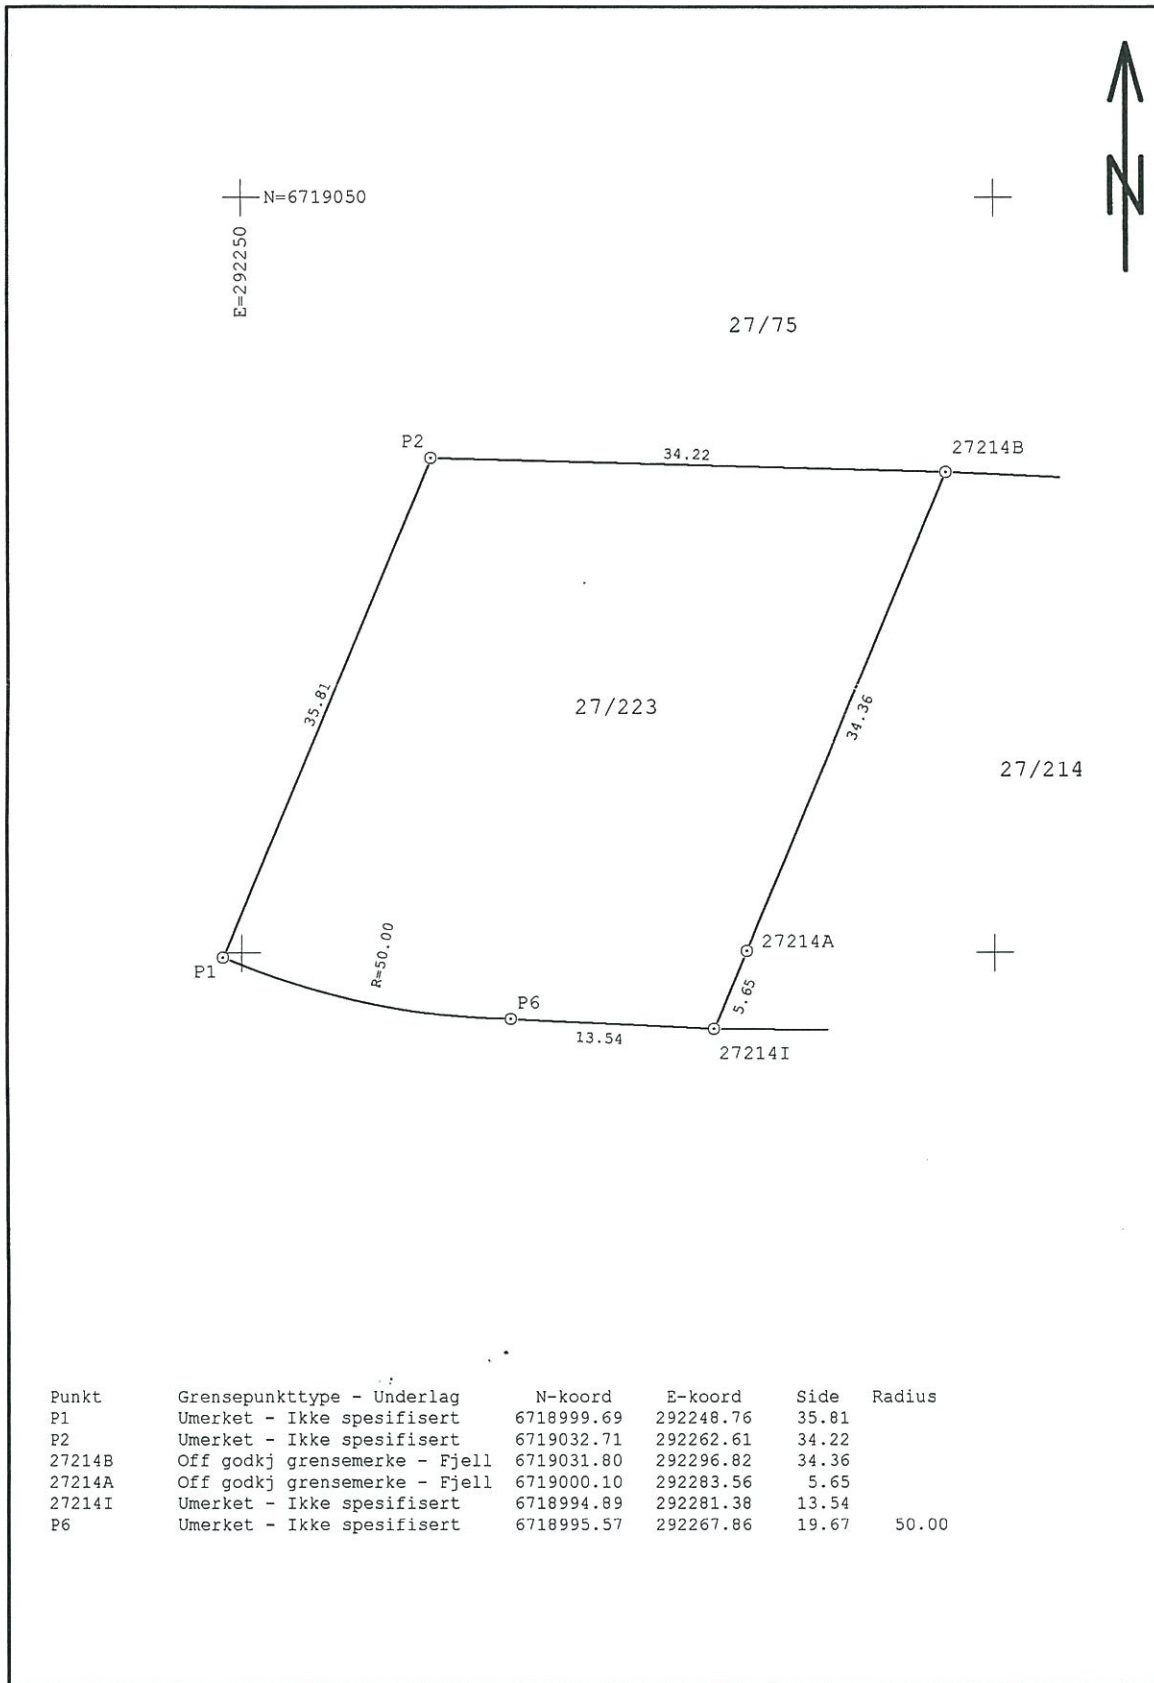 N
N=6719050
E=292250
27/75
P2
34.22
27214B
35.81
27/223
34.36
27/214
R=50.00
27214A
P1
5.65
P6
13.54
27214I
Punkt Grensepunkttype - Underlag N-koord E-koord Side Radius
P1 Umerket - Ikke spesifisert 6718999.69 292248.76 35.81
P2 Umerket - Ikke spesifisert 6719032.71 292262.61 34.22
27214B Off godkj grensemerke - Fjell 6719031.80 292296.82 34.36
27214A Off godkj grensemerke - Fjell 6719000.10 292283.56 5.65
27214I Umerket - Ikke spesifisert 6718994.89 292281.38 13.54
P6 Umerket - Ikke spesifisert 6718995.57 292267.86 19.67 50.00